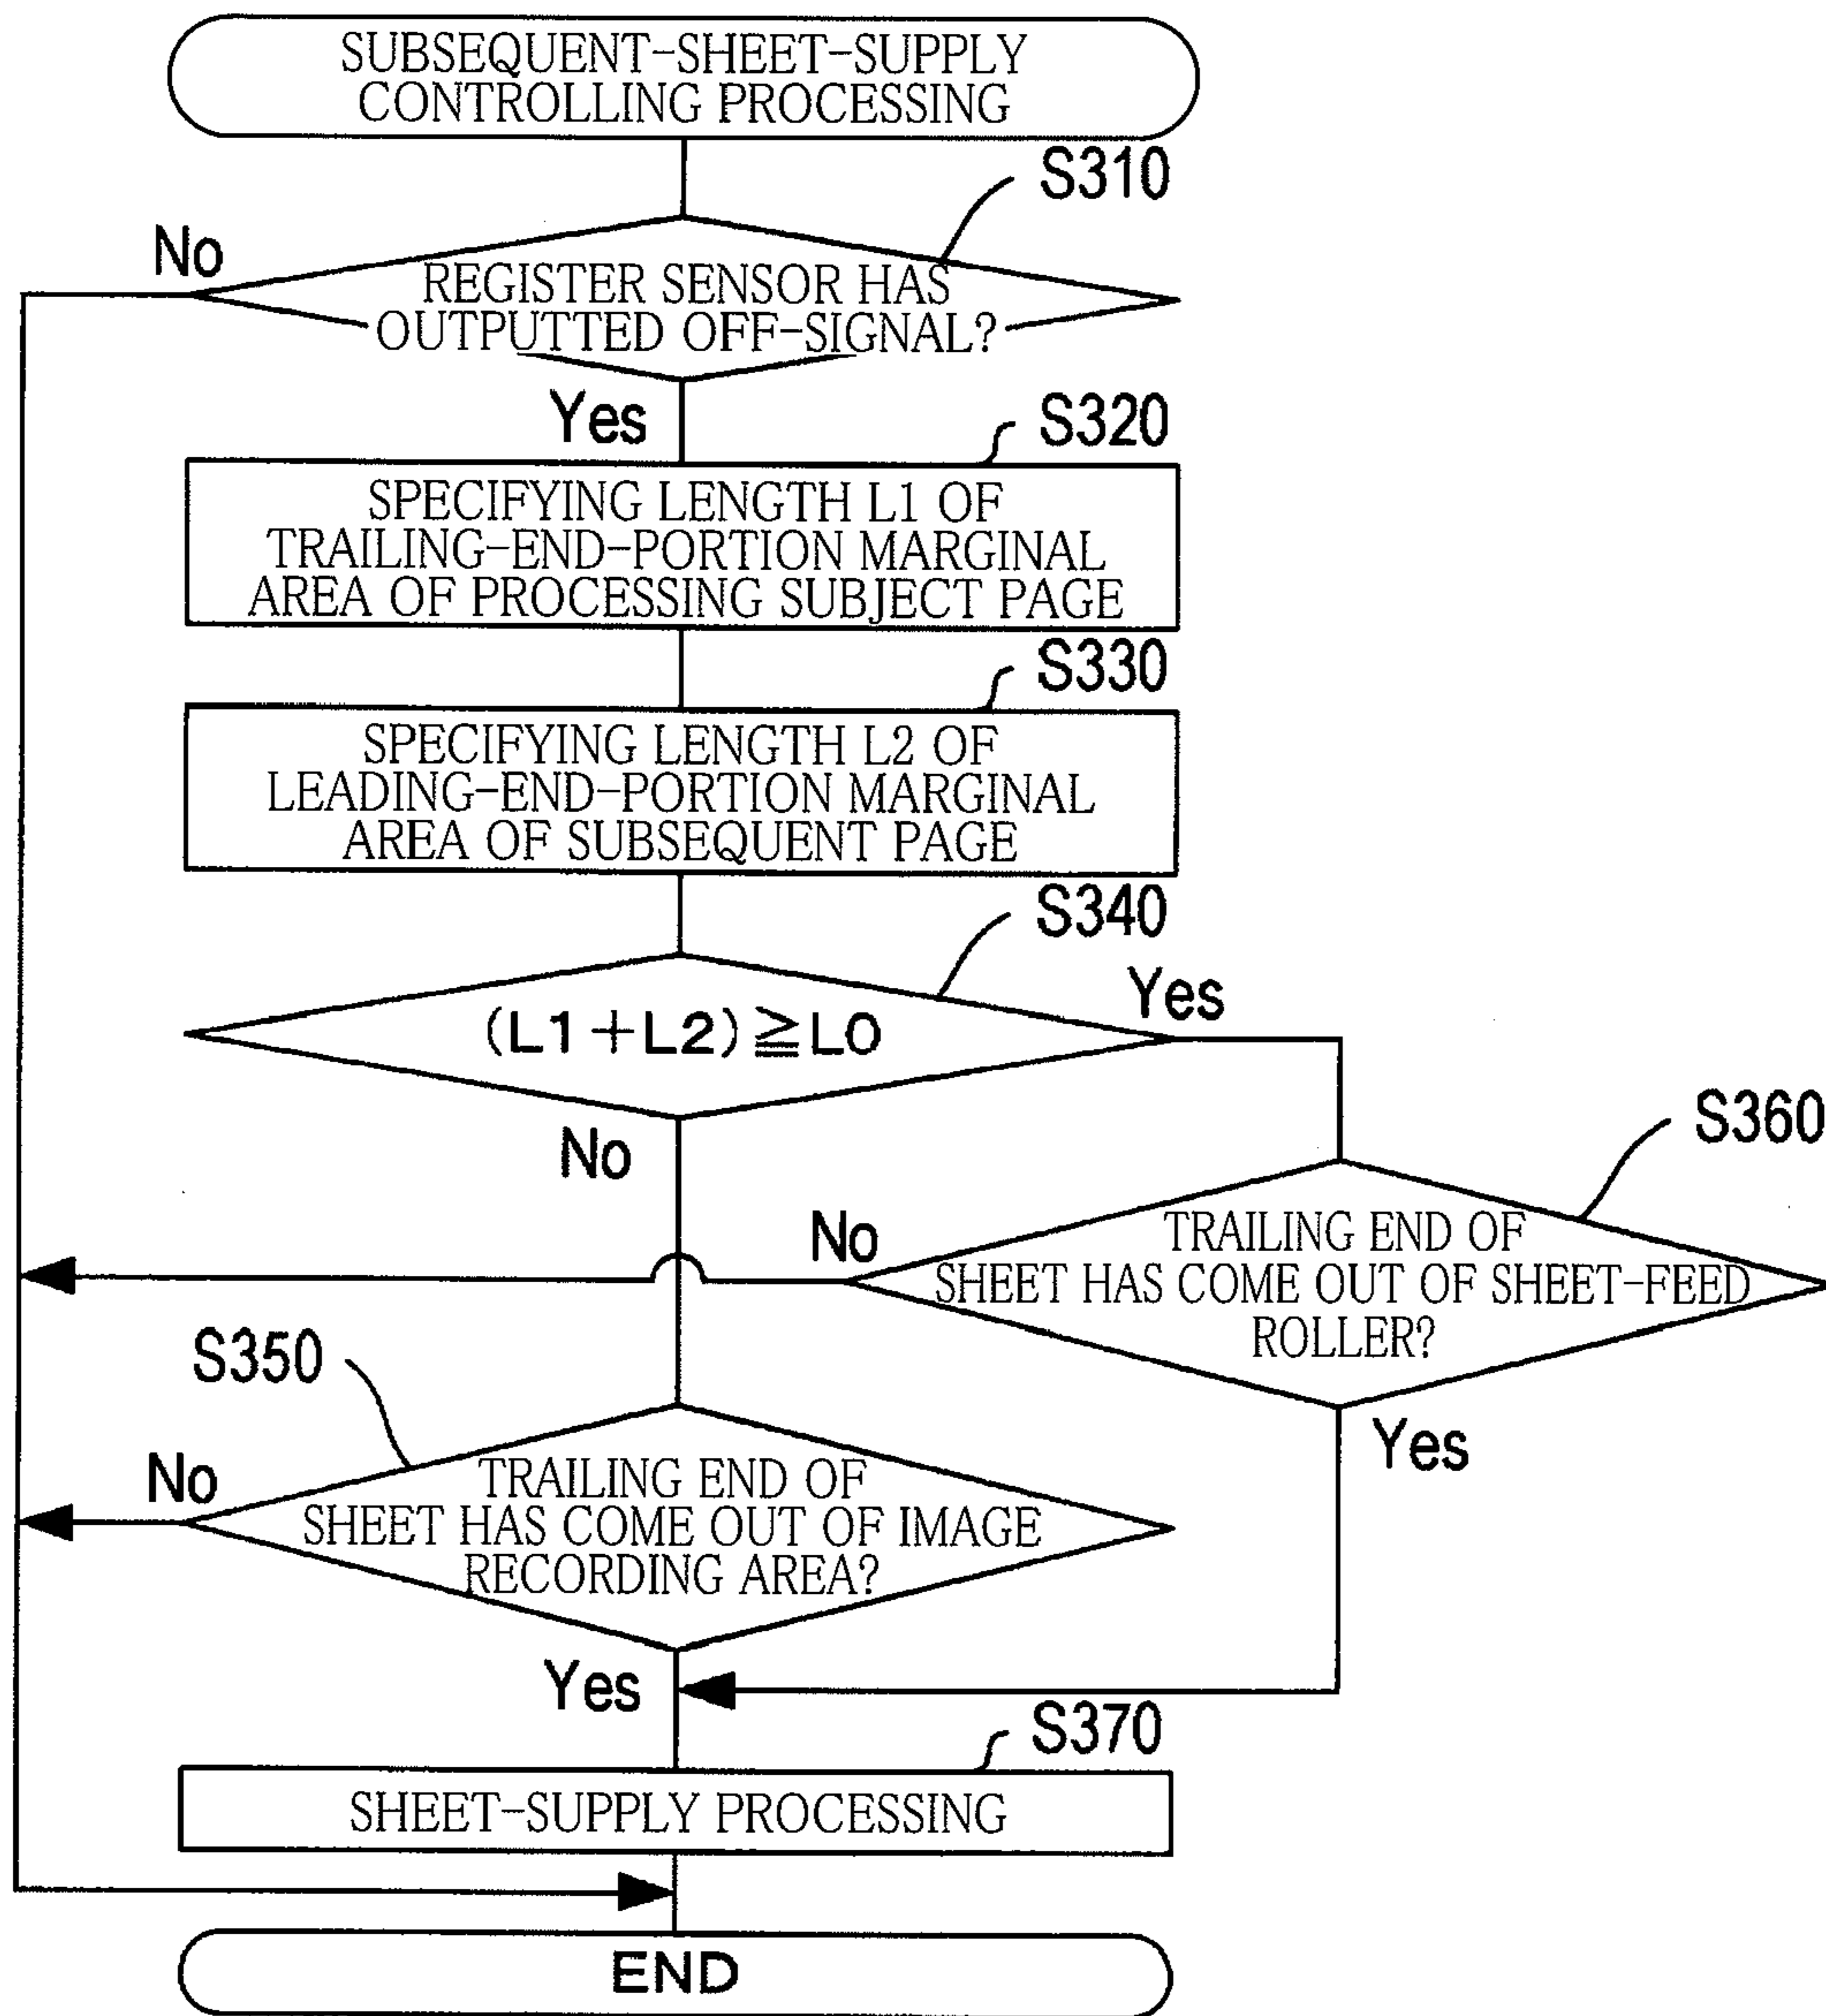 SUBSEQUENT-SHEET-SUPPLY
CONTROLLING PROCESSING
S310
No
REGISTER SENSOR HAS
OUTPUTTED OFF-SIGNAL?
Yes
S320
SPECIFYING LENGTH L1 OF
TRAILING-END-PORTION MARGINAL
AREA OF PROCESSING SUBJECT PAGE
S330
SPECIFYING LENGTH L2 OF
LEADING-END-PORTION MARGINAL
AREA OF SUBSEQUENT PAGE
S340
Yes
(L1+L2)≧L0
No
S360
No
TRAILING END OF
SHEET HAS COME OUT OF SHEET-FEED
ROLLER?
Yes
S350
No
TRAILING END OF
SHEET HAS COME OUT OF IMAGE
RECORDING AREA?
Yes
S370
SHEET-SUPPLY PROCESSING
END